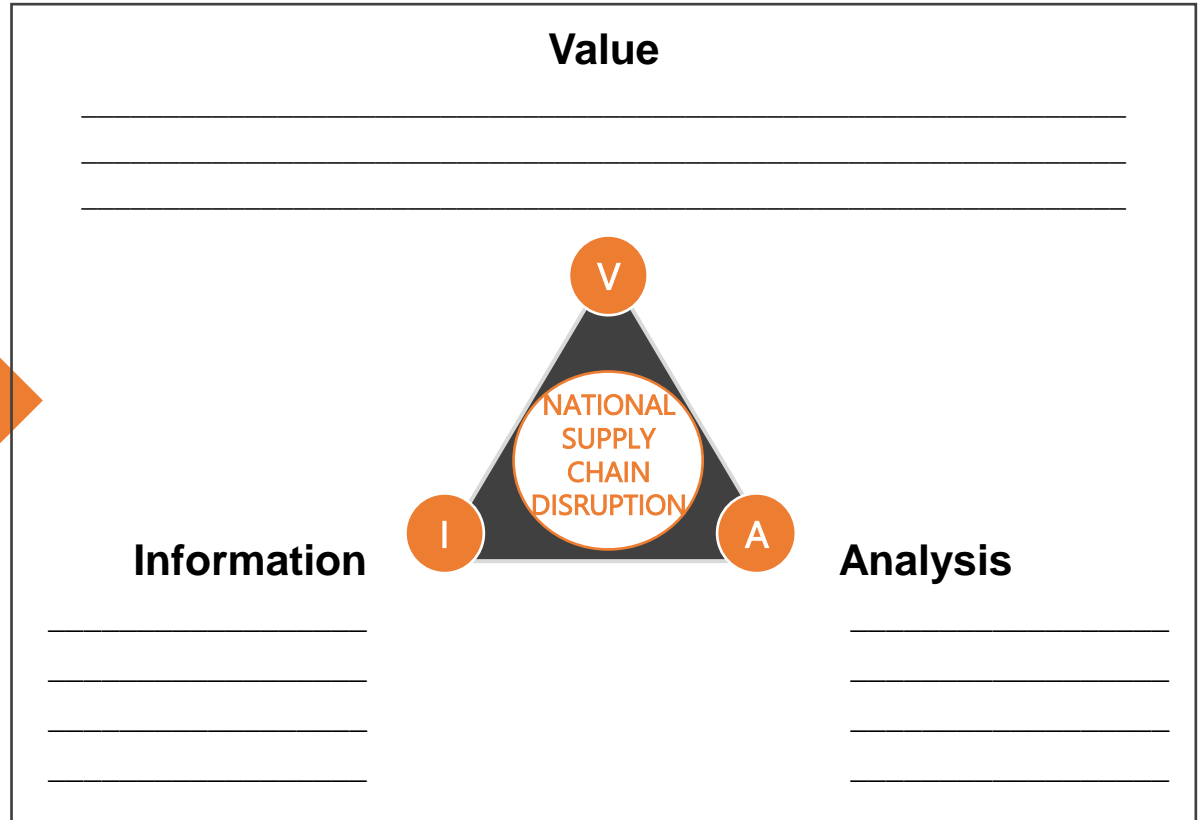 Value
V
NATIONAL
SUPPLY
CHAIN
DISRUPTION
I
A
Information
Analysis